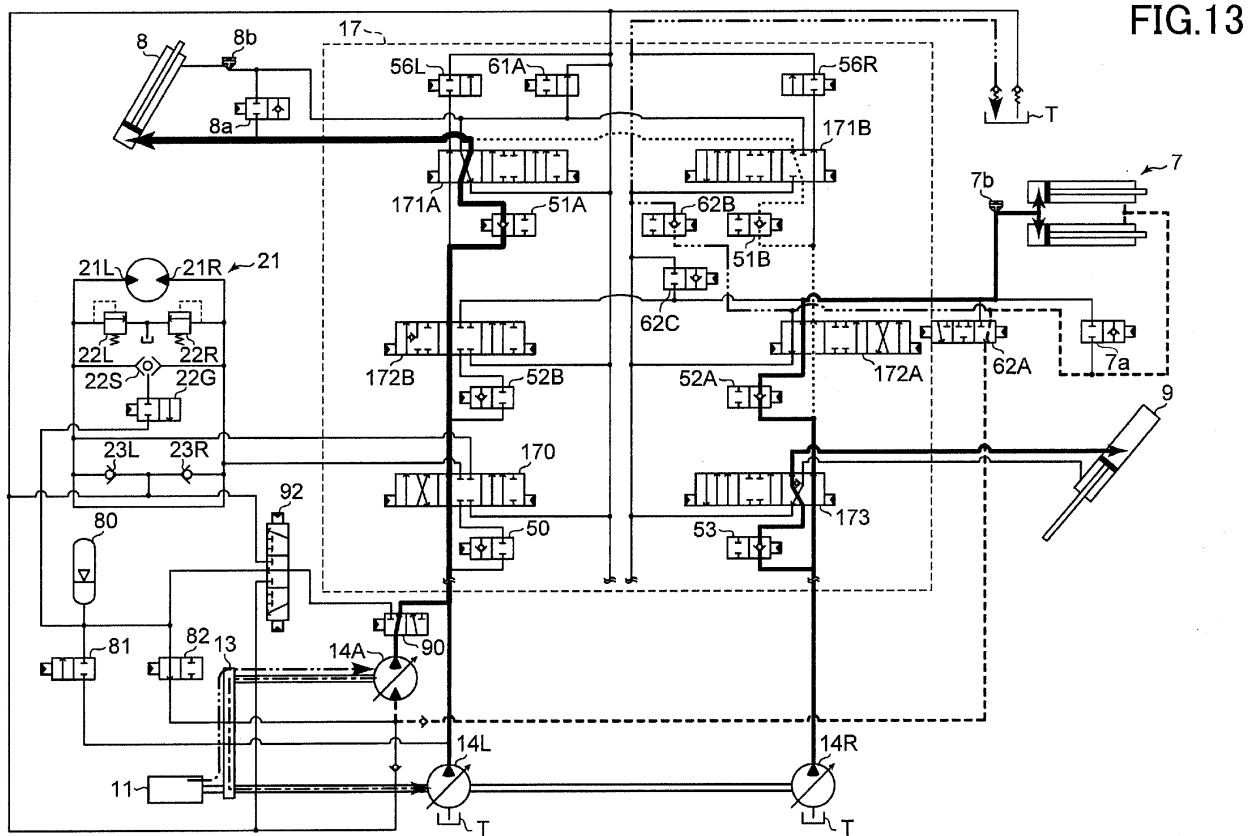 FIG.13
17
8
8b
56L
61A
56R
8a
T
171B
7
7b
171A
51A
62B
51B
21L
21R
21
62C
22L
22R
22S
22G
172B
52B
52A
172A
62A
7a
9
23L
23R
170
92
80
50
53
173
81
82
13
14A
90
14L
14R
11
T
T